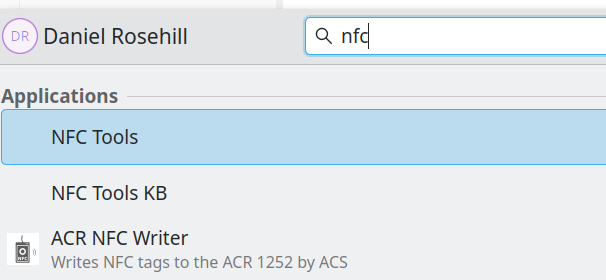 DR Daniel Rosehill
nfc
Applications
NFC Tools
NFC Tools KB
NFC
ACR NFC Writer
Writes NFC tags to the ACR 1252 by ACS